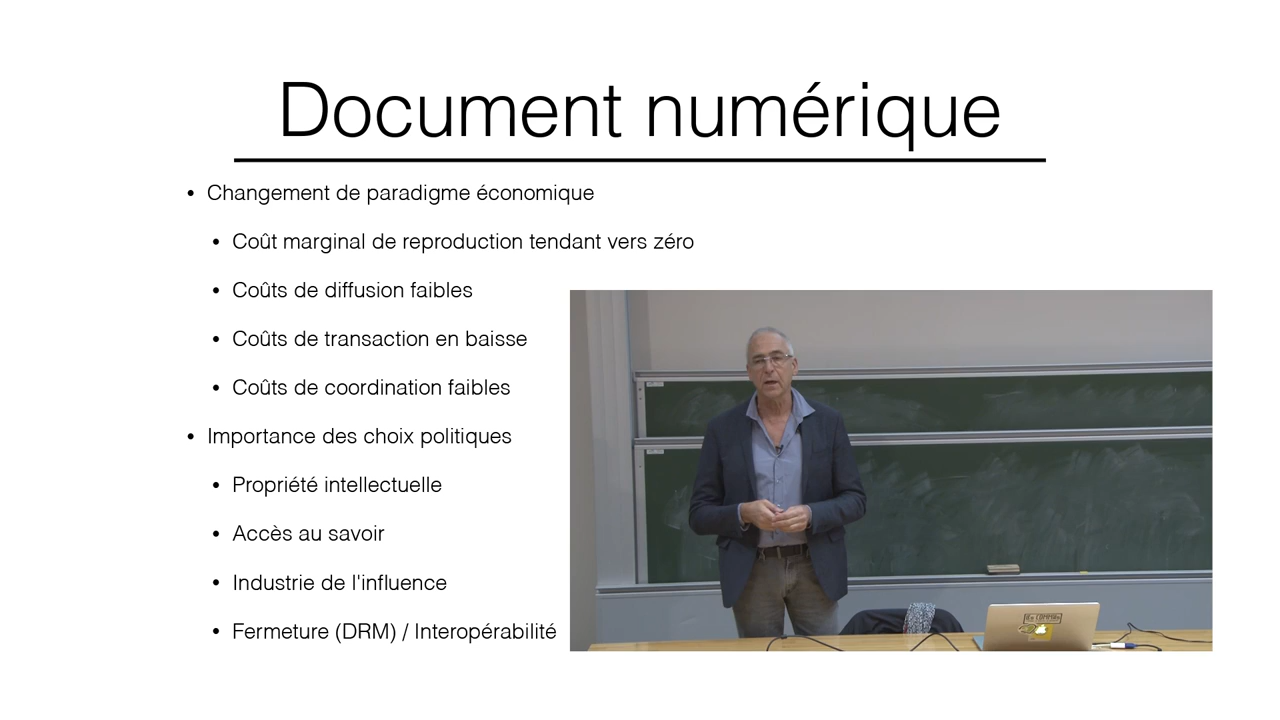 Document numérique
• Changement de paradigme économique
• Coût marginal de reproduction tendant vers zéro
• Coûts de diffusion faibles
• Coûts de transaction en baisse
• Coûts de coordination faibles
• Importance des choix politiques
• Propriété intellectuelle
• Accès au savoir
• Industrie de l'influence
• Fermeture (DRM) / Interopérabilité